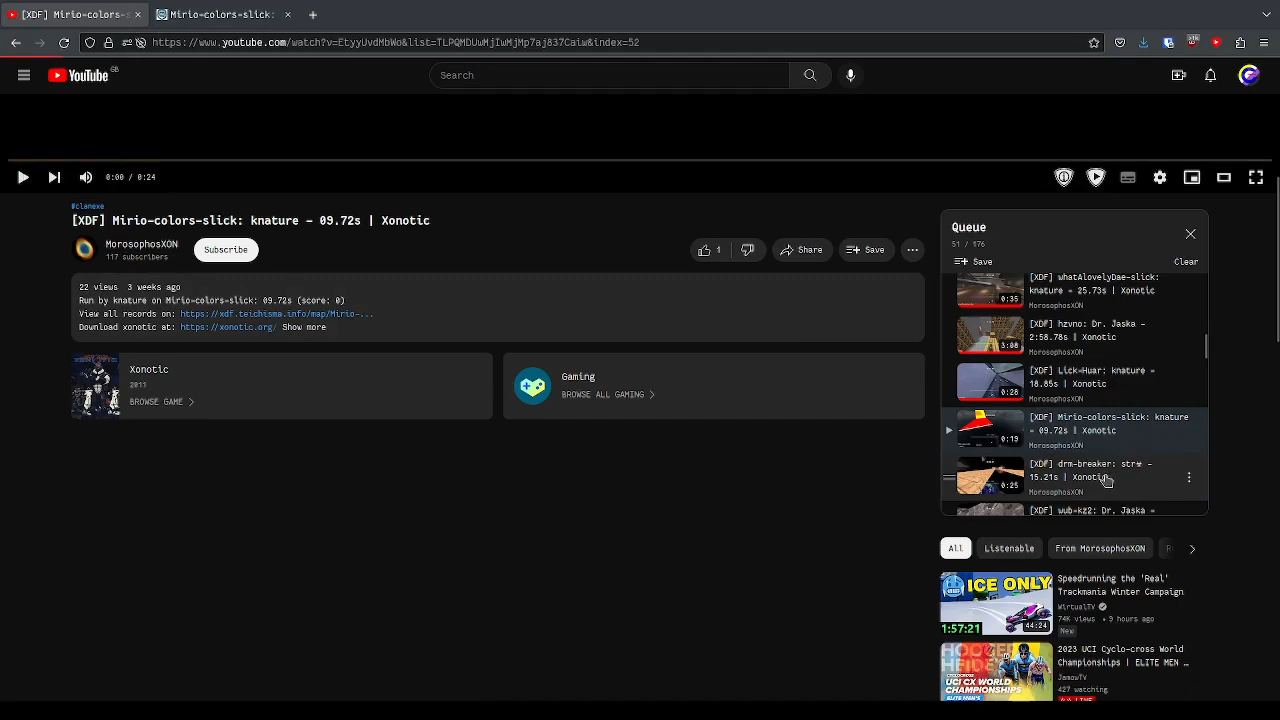 [XDF] Mirio-colors-s
Mirio-colors-slick:
https://www.youtube.com/watch?v=EtyyUvdMbWo&list=TLPQMDUwMjIwMjMp7aj837Caiw&index=52
YouTube GB
Search
0:00 / 0:24
#clanexe
[XDF] Mirio-colors-slick: knature – 09.72s | Xonotic
MorosophosXON
117 subscribers
Subscribe
1
Share
Save
22 views 3 weeks ago
Run by knature on Mirio-colors-slick: 09.72s (score: 0)
View all records on: https://xdf.teichisma.info/map/Mirio-...
Download xonotic at: https://xonotic.org/ Show more
Xonotic
2011
BROWSE GAME
Gaming
BROWSE ALL GAMING
Queue
51 / 176
Save
Clear
[XDF] whatAlovelyDae-slick:
knature – 25.73s | Xonotic
0:35
MorosophosXON
[XDF] hzvno: Dr. Jaska –
2:58.78s | Xonotic
3:08
MorosophosXON
[XDF] Lick-Huar: knature –
18.85s | Xonotic
0:28
MorosophosXON
[XDF] Mirio-colors-slick: knature
– 09.72s | Xonotic
0:19
MorosophosXON
[XDF] drm-breaker: –
15.21s | Xonotic
0:25
MorosophosXON
[XDF] wub-kz2: Dr. Jaska –
All
Listenable
From MorosophosXON
ICE ONLY
1:57:21
44:24
Speedrunning the 'Real'
Trackmania Winter Campaign
WirtualTV
74K views • 9 hours ago
New
UCI CX WORLD
CHAMPIONSHIPS
2023 UCI Cyclo-cross World
Championships | ELITE MEN …
JamowTV
427 watching